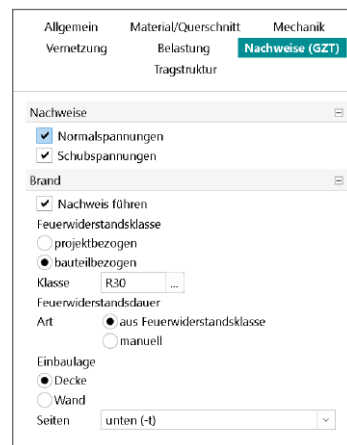 Allgemein Material/Querschnitt Mechanik
Vernetzung Belastung Nachweise (GZT)
Tragstruktur
Nachweise
Normalspannungen
Schubspannungen
Brand
Nachweis führen
Feuerwiderstandsklasse
projektbezogen
bauteilbezogen
Klasse R30 ...
Feuerwiderstandsdauer
Art aus Feuerwiderstandsklasse
manuell
Einbaulage
Decke
Wand
Seiten unten (-t)